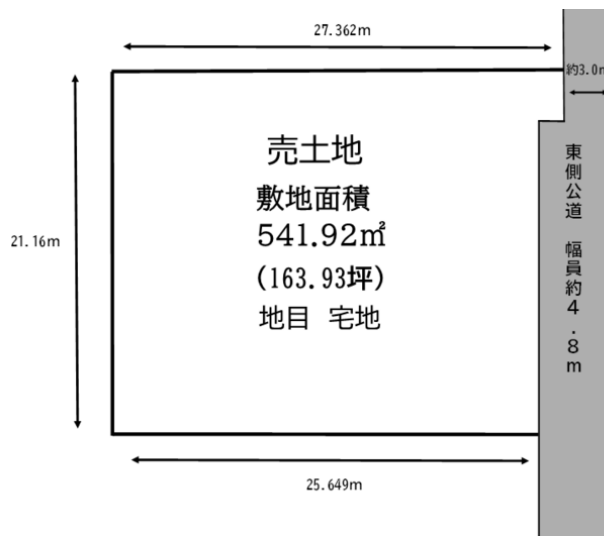 27.362m
約3.0m
売土地
敷地面積
541.92㎡
(163.93坪)
地目 宅地
21.16m
東側公道 幅員約4.8m
25.649m